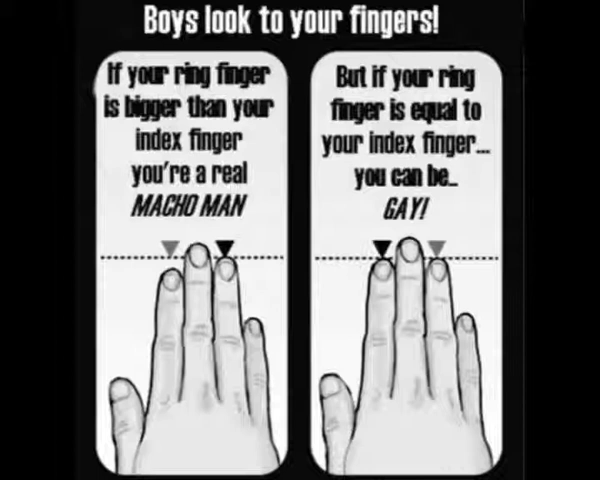 Boys look to your fingers!
If your ring finger
is bigger than your
index finger
you're a real
MACHO MAN
But if your ring
finger is equal to
your index finger...
you can be..
GAY!